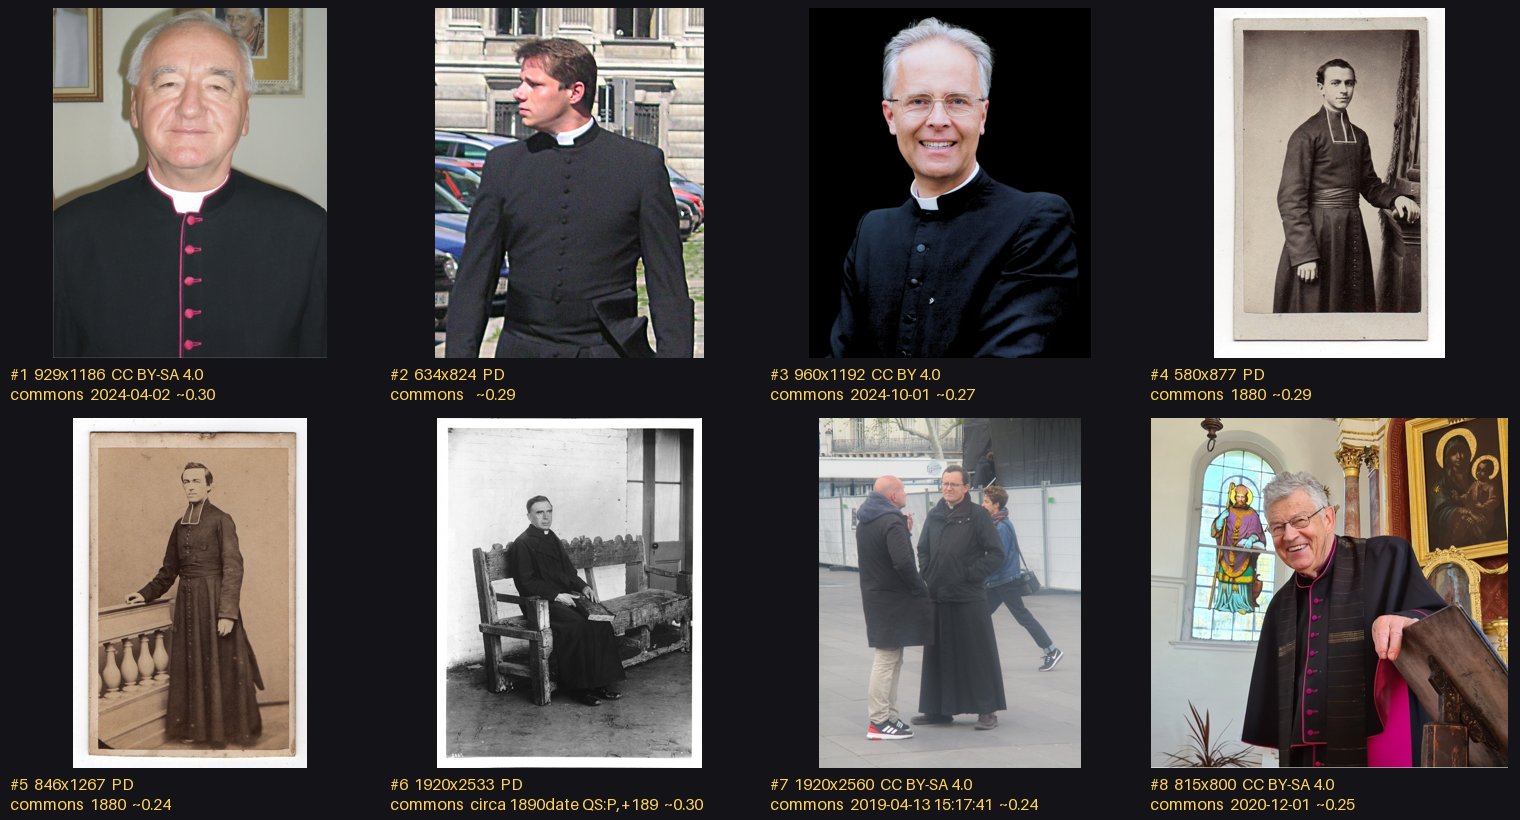 #1 929x1186 CC BY-SA 4.0
commons 2024-04-02 ~0.30
#2 634x824 PD
commons ~0.29
#3 960x1192 CC BY 4.0
commons 2024-10-01 ~0.27
#4 580x877 PD
commons 1880 ~0.29
#5 846x1267 PD
commons 1880 ~0.24
#6 1920x2533 PD
commons circa 1890date QS:P,+189 ~0.30
#7 1920x2560 CC BY-SA 4.0
commons 2019-04-13 15:17:41 ~0.24
#8 815x800 CC BY-SA 4.0
commons 2020-12-01 ~0.25